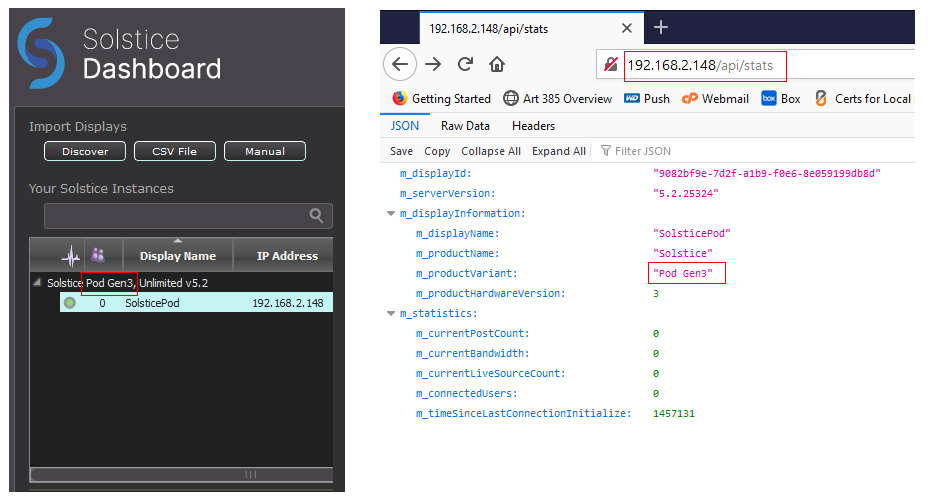 Solstice
Dashboard
Import Displays
Discover
CSV File
Manual
Your Solstice Instances
Display Name
IP Address
Solstice Pod Gen3, Unlimited v5.2
0
SolsticePod
192.168.2.148
192.168.2.148/api/stats
192.168.2.148/api/stats
Getting Started
Art 385 Overview
WD
Push
cP
Webmail
box
Box
Certs for Local
JSON
Raw Data
Headers
Save
Copy
Collapse All
Expand All
Filter JSON
m_displayId: "9082bf9e-7d2f-a1b9-f0e6-8e059199db8d"
m_serverVersion: "5.2.25324"
m_displayInformation:
m_displayName: "SolsticePod"
m_productName: "Solstice"
m_productVariant: "Pod Gen3"
m_productHardwareVersion: 3
m_statistics:
m_currentPostCount: 0
m_currentBandwidth: 0
m_currentLiveSourceCount: 0
m_connectedUsers: 0
m_timeSinceLastConnectionInitialize: 1457131